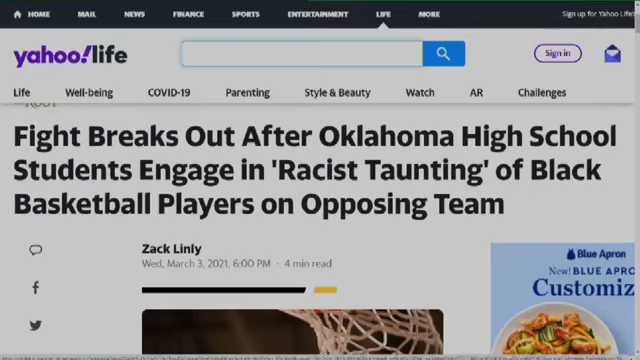 HOME MAIL NEWS FINANCE SPORTS ENTERTAINMENT LIFE MORE Sign up for Yahoo Life
yahoo!life Sign in
Life Well-being COVID-19 Parenting Style & Beauty Watch AR Challenges
Fight Breaks Out After Oklahoma High School
Students Engage in 'Racist Taunting' of Black
Basketball Players on Opposing Team
Zack Linly
Wed, March 3, 2021, 6:00 PM · 4 min read
Blue Apron
New! BLUE APRO
Customiz